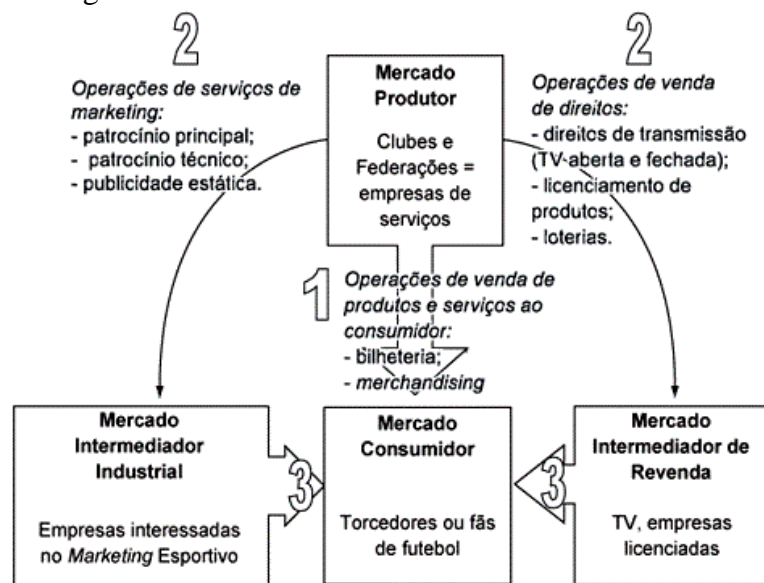 2
Operações de serviços de
marketing:
- patrocínio principal;
- patrocínio técnico;
- publicidade estática.
Mercado
Produtor
Clubes e
Federações =
empresas de
serviços
2
Operações de venda
de direitos:
- direitos de transmissão
(TV aberta e fechada);
- licenciamento de
produtos;
- loterias.
1
Operações de venda de
produtos e serviços ao
consumidor:
- bilheteria;
- merchandising
Mercado
Intermediador
Industrial
Empresas interessadas
no Marketing Esportivo
3
Mercado
Consumidor
Torcedores ou fãs
de futebol
3
Mercado
Intermediador de
Revenda
TV, empresas
licenciadas